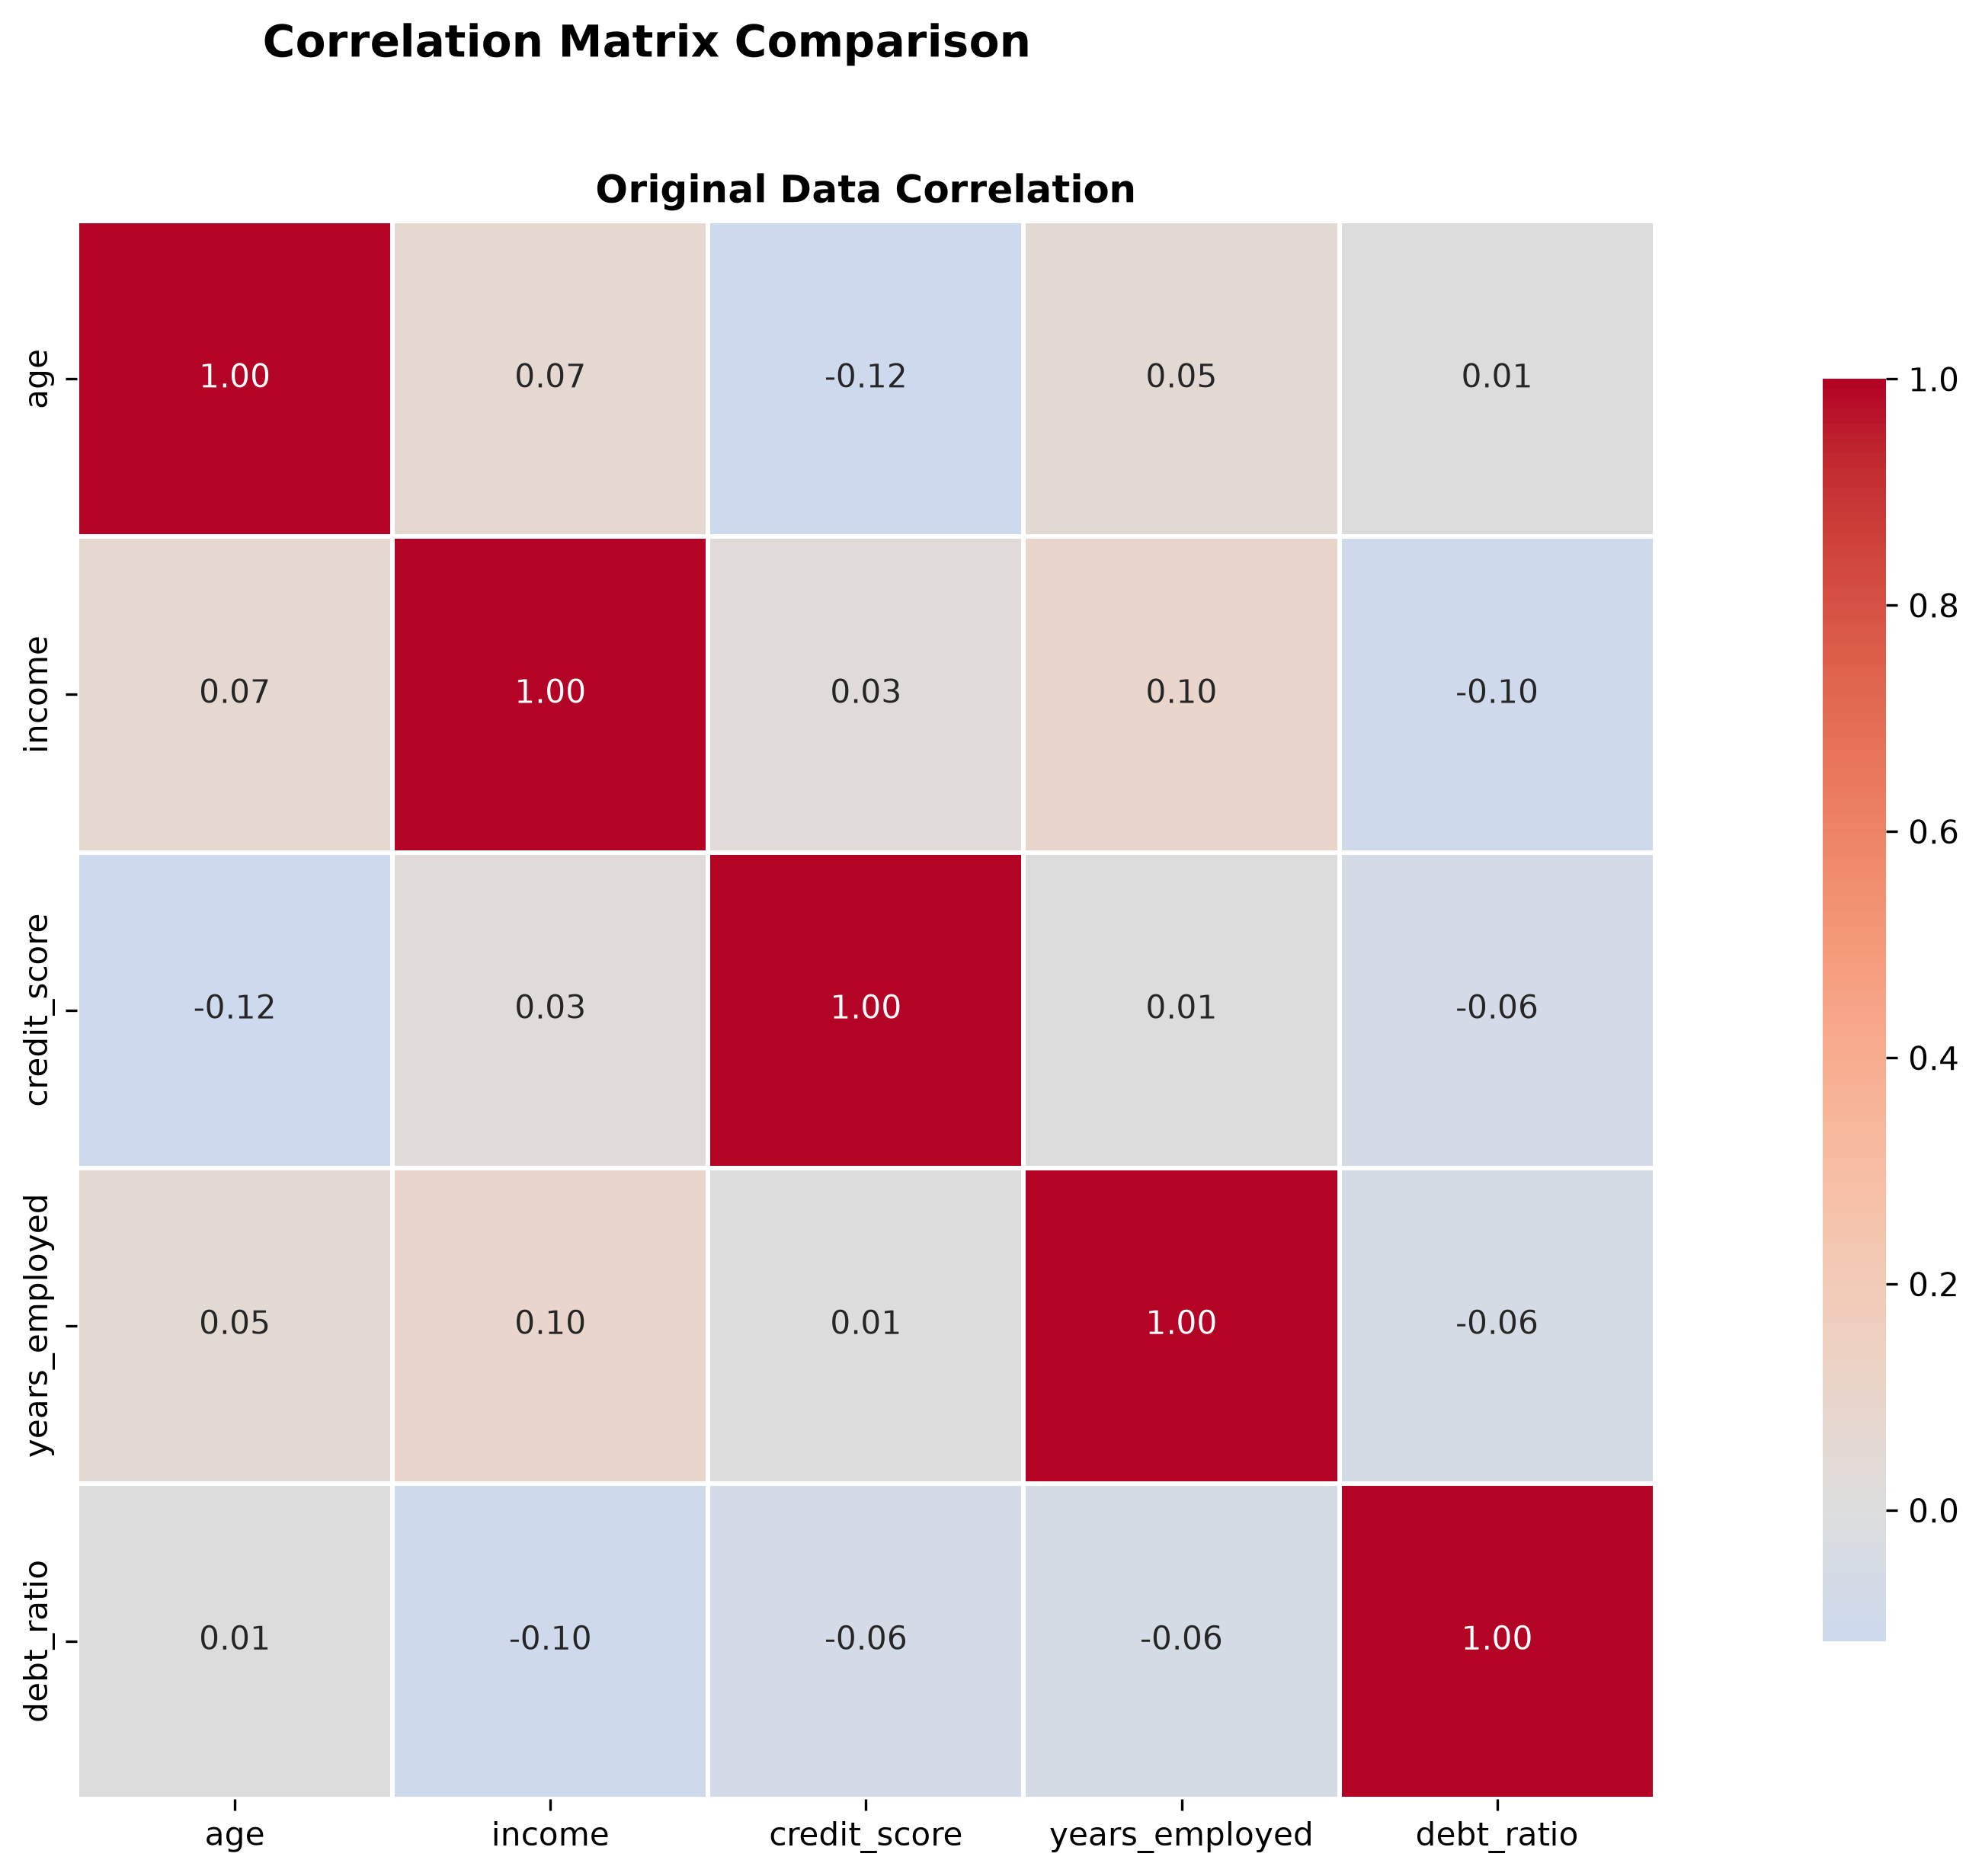 Correlation Matrix Comparison
Original Data Correlation
age 1.00 0.07 -0.12 0.05 0.01
income 0.07 1.00 0.03 0.10 -0.10
credit_score -0.12 0.03 1.00 0.01 -0.06
years_employed 0.05 0.10 0.01 1.00 -0.06
debt_ratio 0.01 -0.10 -0.06 -0.06 1.00
age income credit_score years_employed debt_ratio
1.0
0.8
0.6
0.4
0.2
0.0